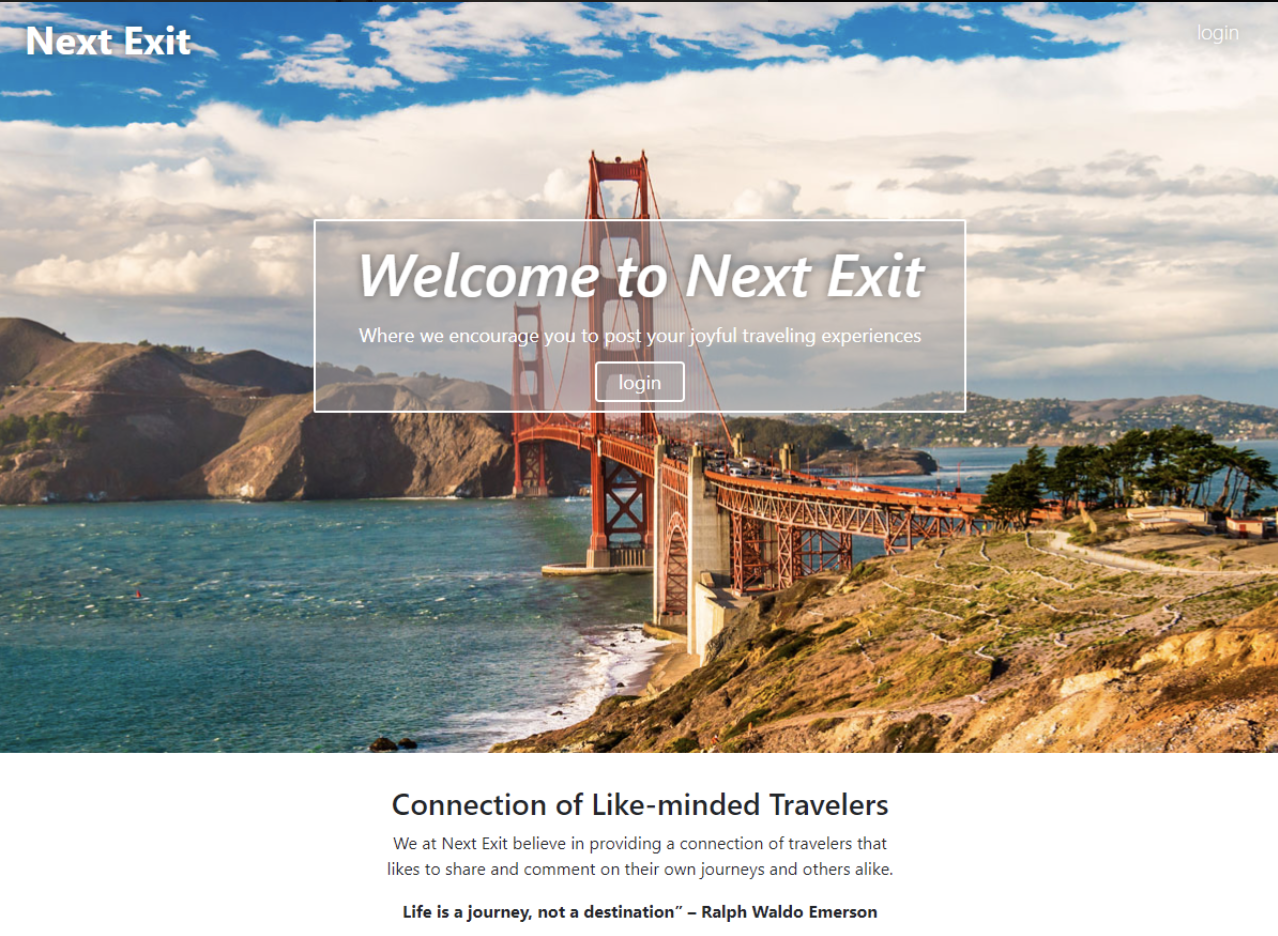 Next Exit
login
Welcome to Next Exit
Where we encourage you to post your joyful traveling experiences
login
Connection of Like-minded Travelers
We at Next Exit believe in providing a connection of travelers that
likes to share and comment on their own journeys and others alike.
Life is a journey, not a destination” – Ralph Waldo Emerson